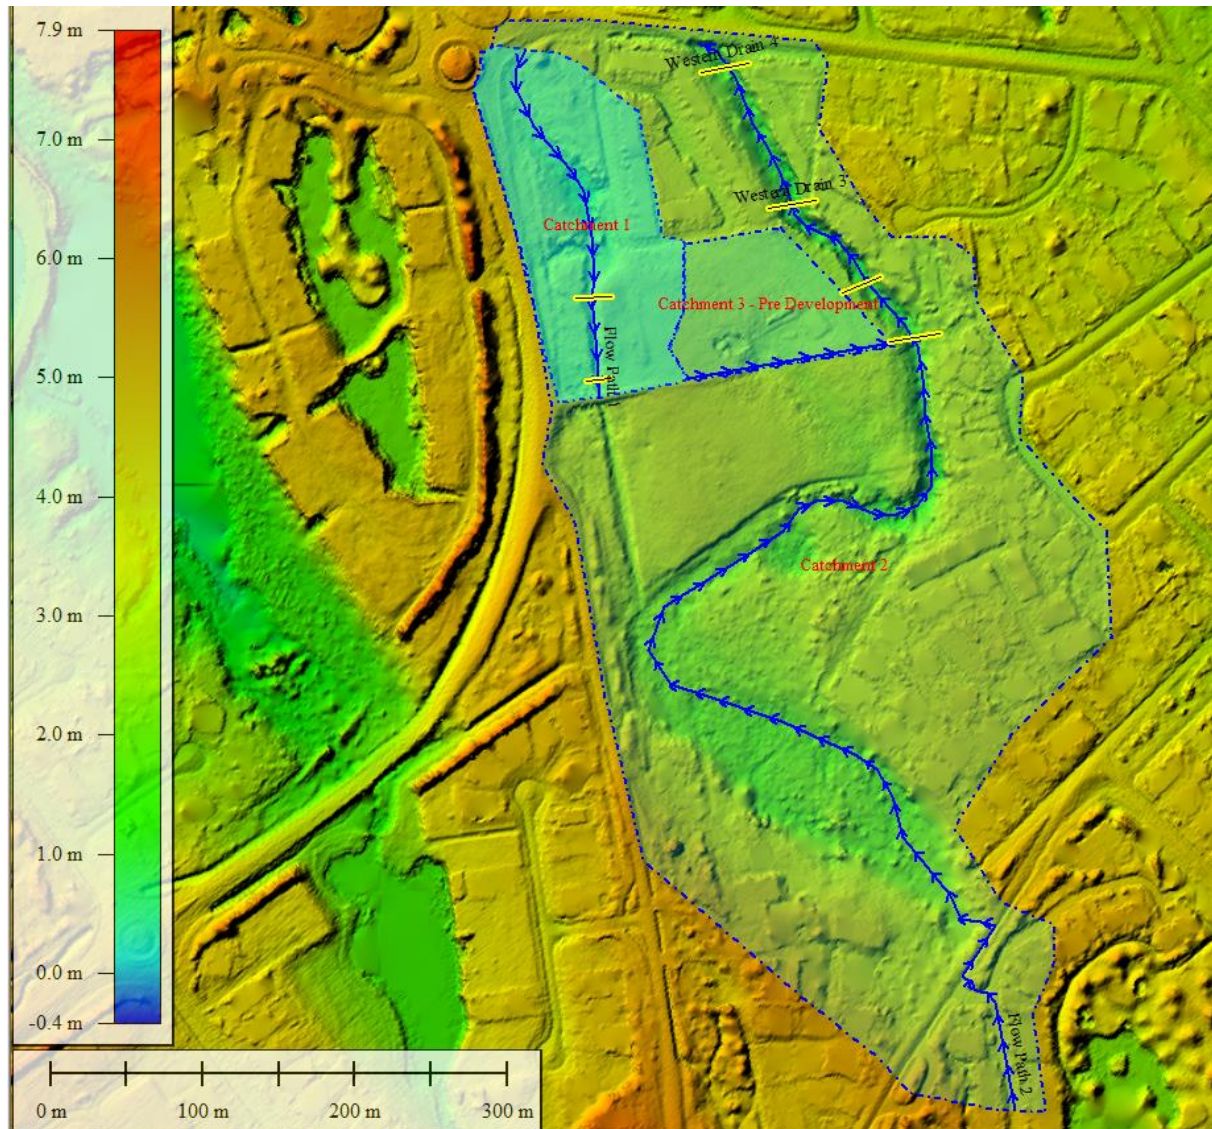 7.9 m
7.0 m
6.0 m
5.0 m
4.0 m
3.0 m
2.0 m
1.0 m
0.0 m
-0.4 m
Western Drain 4
Western Drain 3
Catchment 1
Catchment 3 - Pre Development
Flow Path 1
Catchment 2
Flow Path 2
0 m 100 m 200 m 300 m